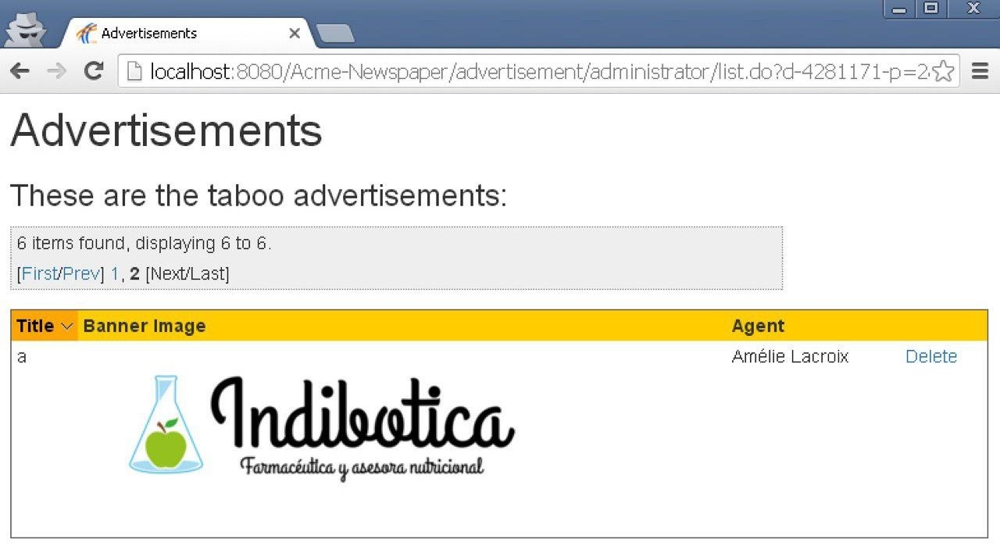 Advertisements
localhost:8080/Acme-Newspaper/advertisement/administrator/list.do?d-4281171-p=2
Advertisements
These are the taboo advertisements:
6 items found, displaying 6 to 6.
[First/Prev] 1, 2 [Next/Last]
Title Banner Image Agent
a Amélie Lacroix Delete
Indibotica
Farmacéutica y asesora nutricional